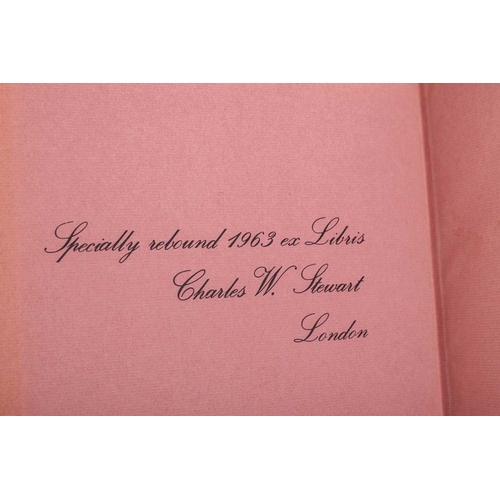 Specially rebound 1963 ex Libris
Charles W. Stewart
London